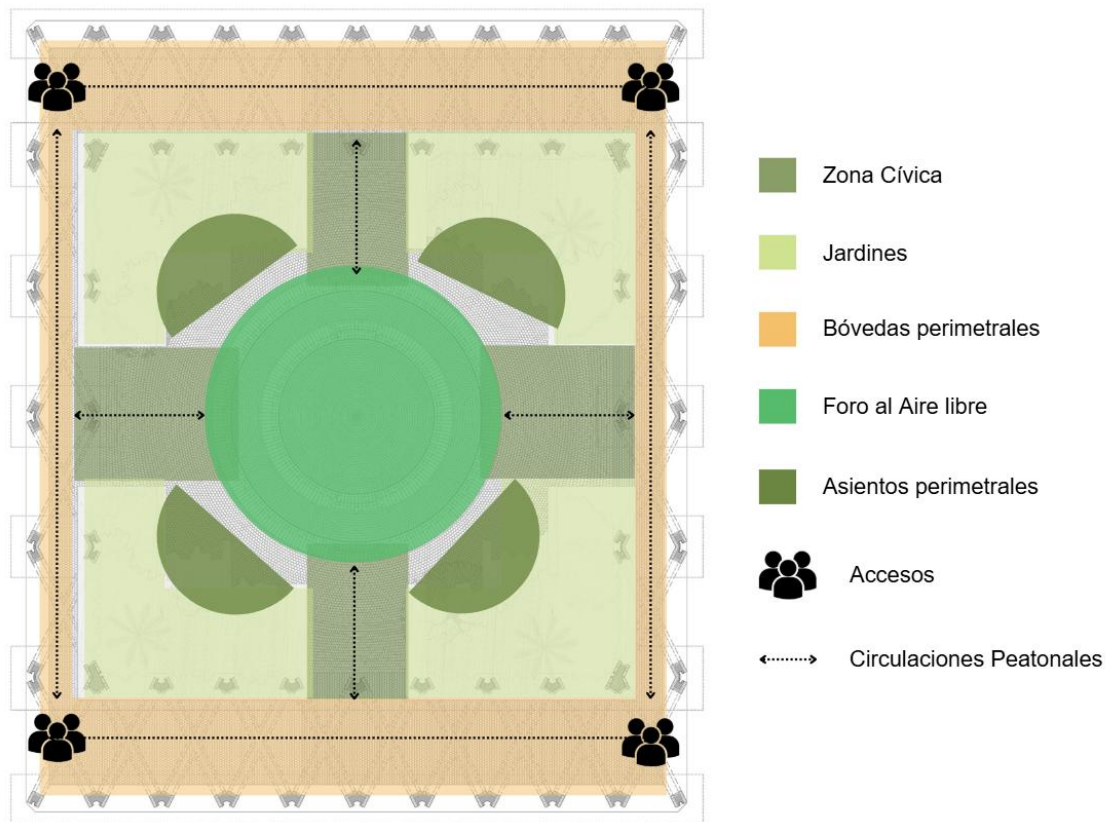 Zona Cívica
Jardines
Bóvedas perimetrales
Foro al Aire libre
Asientos perimetrales
Accesos
Circulaciones Peatonales